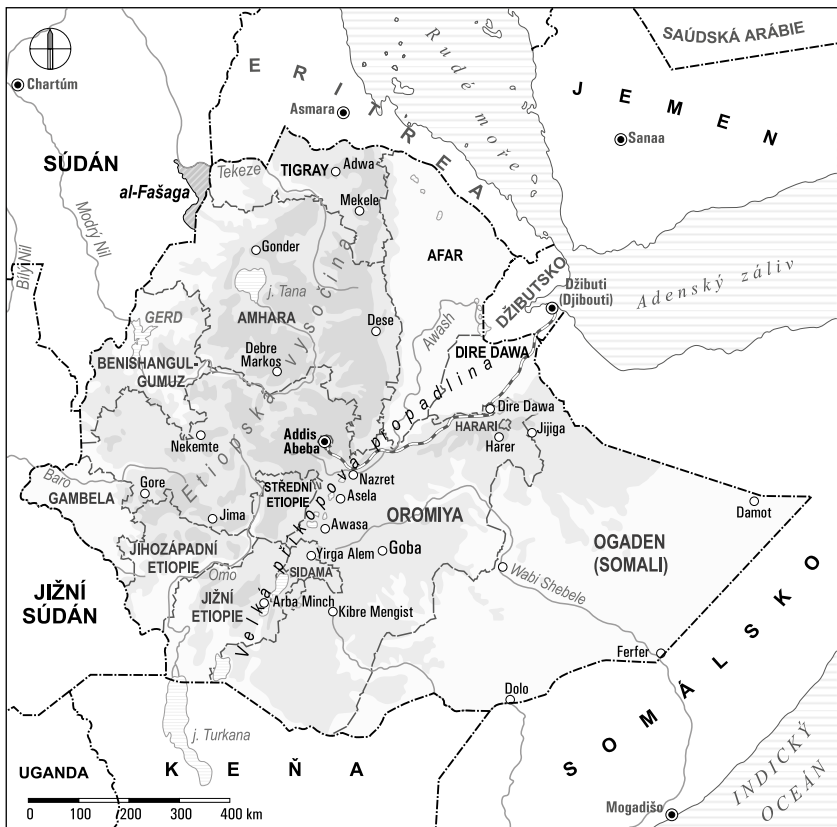 SAÚDSKÁ ARÁBIE
Chartúm
ERITREA
Asmara
Rudé moře
JEMEN
Sanaa
SÚDÁN
al-Fašaga
Tekeze
TIGRAY
Adwa
Mekele
Modrý Nil
Bílý Nil
Gonder
AFAR
j. Tana
DŽIBUTSKO
Džibuti
(Djibouti)
Adenský záliv
GERD
AMHARA
Dese
Awash
vysočina
BENISHANGUL-
GUMUZ
Debre
Markos
DIRE DAWA
Etiopská
Velká příkopová propadlina
Nekemte
Addis
Abeba
Dire Dawa
HARARI
Harer
Jijiga
Baro
GAMBELA
Gore
STŘEDNÍ
ETIOPIE
Nazret
Asela
Jima
Awasa
OROMIYA
Damot
OGADEN
(SOMALI)
JIHOZÁPADNÍ
ETIOPIE
Yirga Alem
Goba
SIDAMA
Omo
Wabi Shebele
JIŽNÍ
SÚDÁN
JIŽNÍ
ETIOPIE
Arba Minch
Kibre Mengist
SOMÁLSKO
Ferfer
Dolo
j. Turkana
UGANDA
KEŇA
INDICKÝ
OCEÁN
Mogadišo
0 100 200 300 400 km